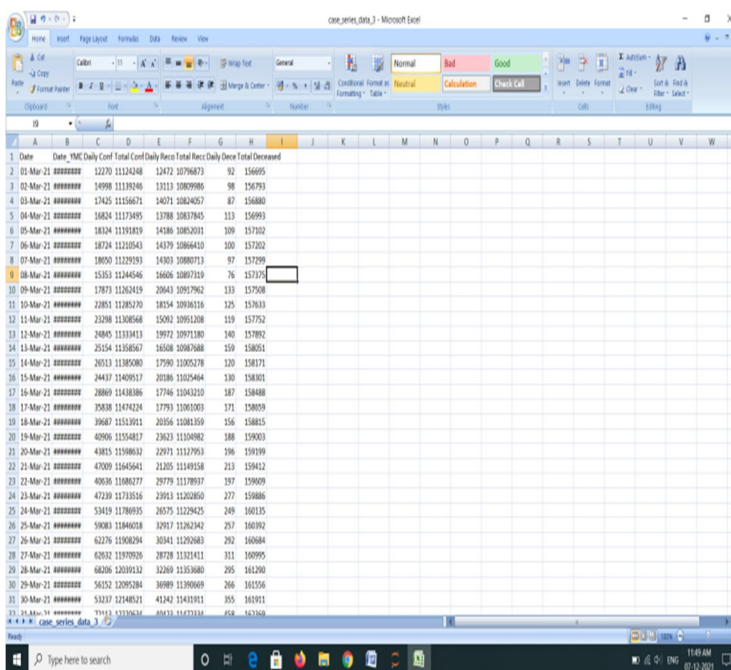 case_series_data_3 - Microsoft Excel
Home Insert Page Layout Formulas Data Review View
Cut
Copy
Format Painter
Paste
Calibri 11
Wrap Text
Merge & Center
General
Conditional Formatting
Format as Table
Normal Bad Good
Neutral Calculation Check Cell
Insert Delete Format
AutoSum
Fill
Clear
Sort & Filter
Find & Select
Clipboard Font Alignment Number Styles Cells Editing
I9
A B C D E F G H I J K L M N O P Q R S T U V W
1 Date Date_YMD Daily Conf Total Conf Daily Reco Total Reco Daily Dece Total Deceased
2 01-Mar-21 ######## 12270 11124248 12472 10796873 92 156695
3 02-Mar-21 ######## 14998 11139246 13113 10809986 98 156793
4 03-Mar-21 ######## 17425 11156671 14071 10824057 87 156880
5 04-Mar-21 ######## 16824 11173495 13788 10837845 113 156993
6 05-Mar-21 ######## 18324 11191819 14186 10852031 109 157102
7 06-Mar-21 ######## 18724 11210543 14379 10866410 100 157202
8 07-Mar-21 ######## 18650 11229193 14303 10880713 97 157299
9 08-Mar-21 ######## 15353 11244546 16606 10897319 76 157375
10 09-Mar-21 ######## 17873 11262419 20643 10917962 133 157508
11 10-Mar-21 ######## 22851 11285270 18154 10936116 125 157633
12 11-Mar-21 ######## 23298 11308568 15092 10951208 119 157752
13 12-Mar-21 ######## 24845 11333413 19972 10971180 140 157892
14 13-Mar-21 ######## 25154 11358567 16508 10987688 159 158051
15 14-Mar-21 ######## 26513 11385080 17590 11005278 120 158171
16 15-Mar-21 ######## 24437 11409517 20186 11025464 130 158301
17 16-Mar-21 ######## 28869 11438386 17746 11043210 187 158488
18 17-Mar-21 ######## 35838 11474224 17793 11061003 171 158659
19 18-Mar-21 ######## 39687 11513911 20356 11081359 156 158815
20 19-Mar-21 ######## 40906 11554817 23623 11104982 188 159003
21 20-Mar-21 ######## 43815 11598632 22971 11127953 196 159199
22 21-Mar-21 ######## 47009 11645641 21205 11149158 213 159412
23 22-Mar-21 ######## 40636 11686277 29779 11178937 197 159609
24 23-Mar-21 ######## 47239 11733516 23913 11202850 277 159886
25 24-Mar-21 ######## 53419 11786935 26575 11229425 249 160135
26 25-Mar-21 ######## 59083 11846018 32917 11262342 257 160392
27 26-Mar-21 ######## 62276 11908294 30341 11292683 292 160684
28 27-Mar-21 ######## 62632 11970926 28728 11321411 311 160995
29 28-Mar-21 ######## 68206 12039132 32269 11353680 295 161290
30 29-Mar-21 ######## 56152 12095284 36989 11390669 266 161556
31 30-Mar-21 ######## 53237 12148521 41242 11431911 355 161911
case_series_data_3
Ready
100%
Type here to search
ENG
11:49 AM
07-12-2021